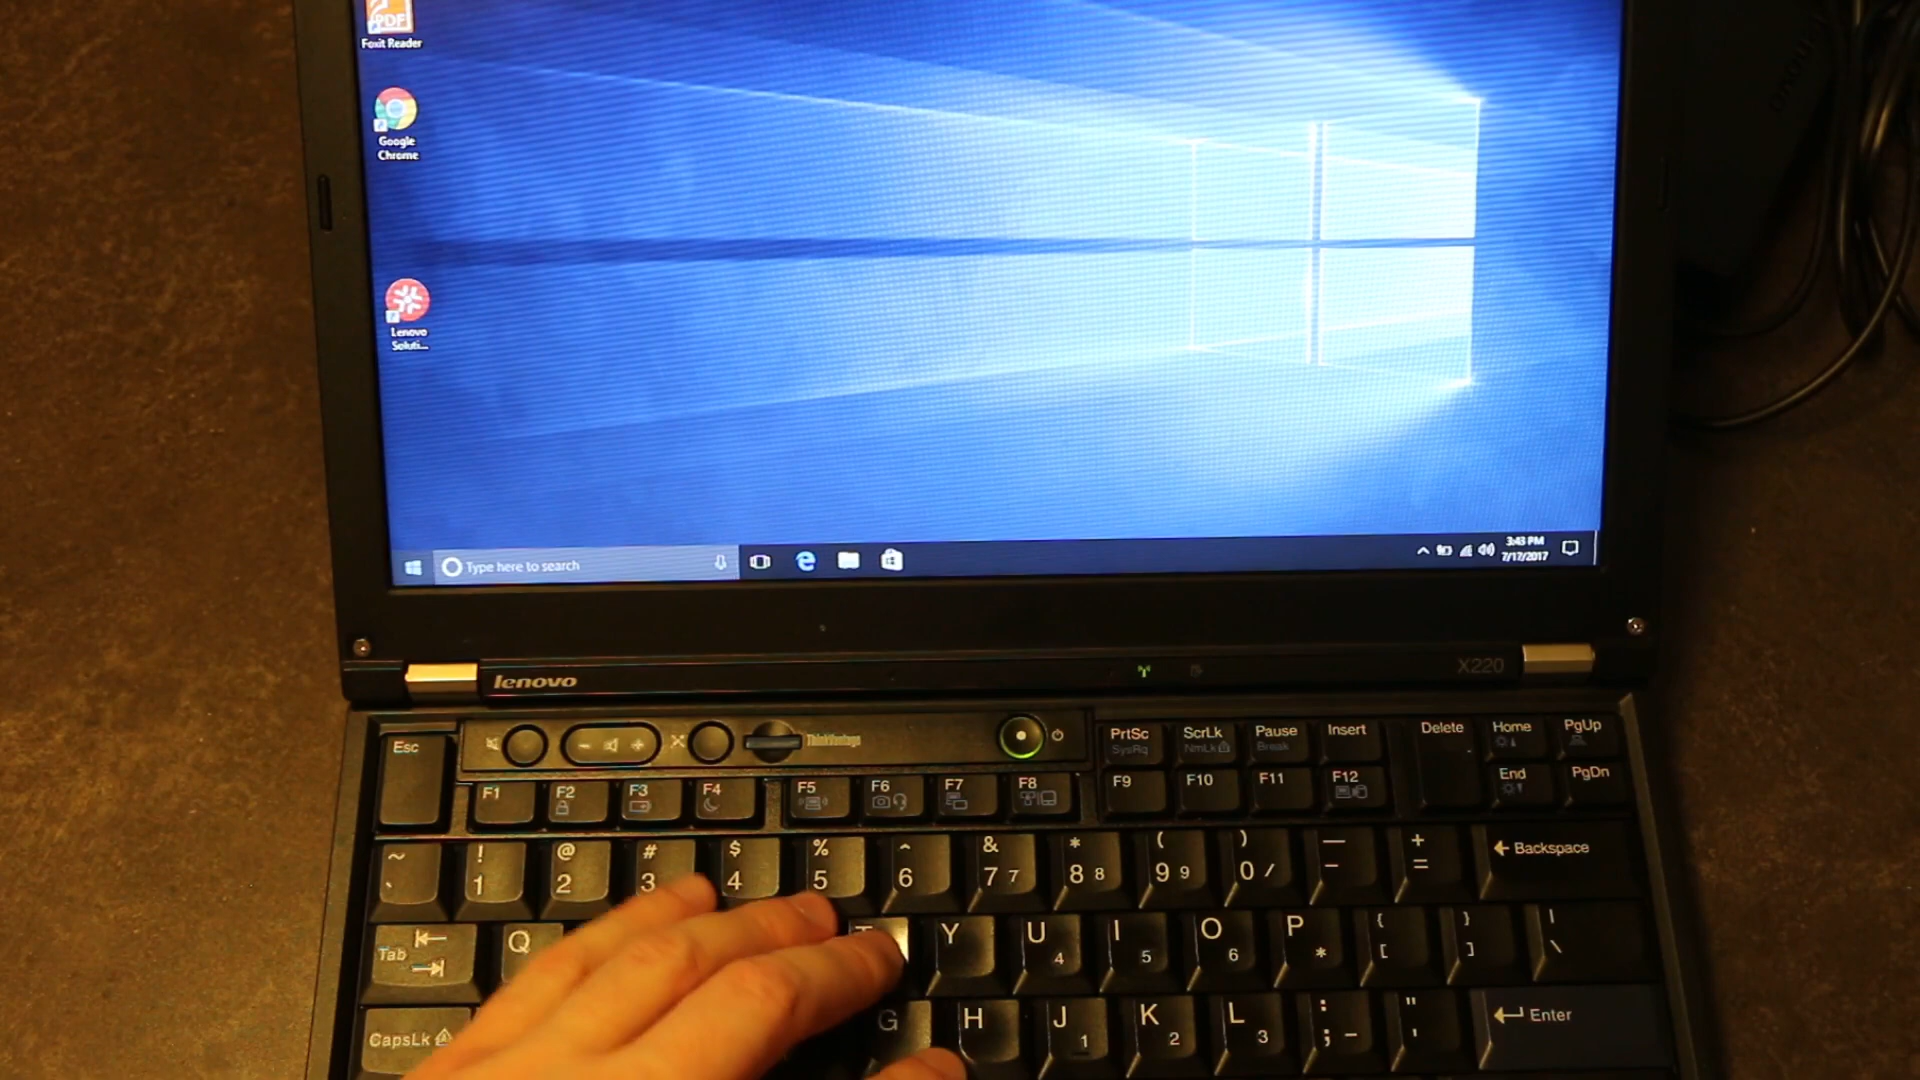 PDF
Foxit Reader
Google
Chrome
Lenovo
Soluti...
Type here to search
3:43 PM
7/17/2017
lenovo
X220
Esc
ThinkVantage
PrtSc
SysRq
ScrLk
NmLk
Pause
Break
Insert
Delete
Home
PgUp
F1
F2
F3
F4
F5
F6
F7
F8
F9
F10
F11
F12
End
PgDn
~
`
!
1
@
2
#
3
$
4
%
5
^
6
&
7 7
*
8 8
(
9 9
)
0 /
—
-
+
=
Backspace
Tab
Q
T
Y
U
4
I
5
O
6
P
*
{
[
}
]
|
\
CapsLk
G
H
J
1
K
2
L
3
:
; -
"
'
Enter